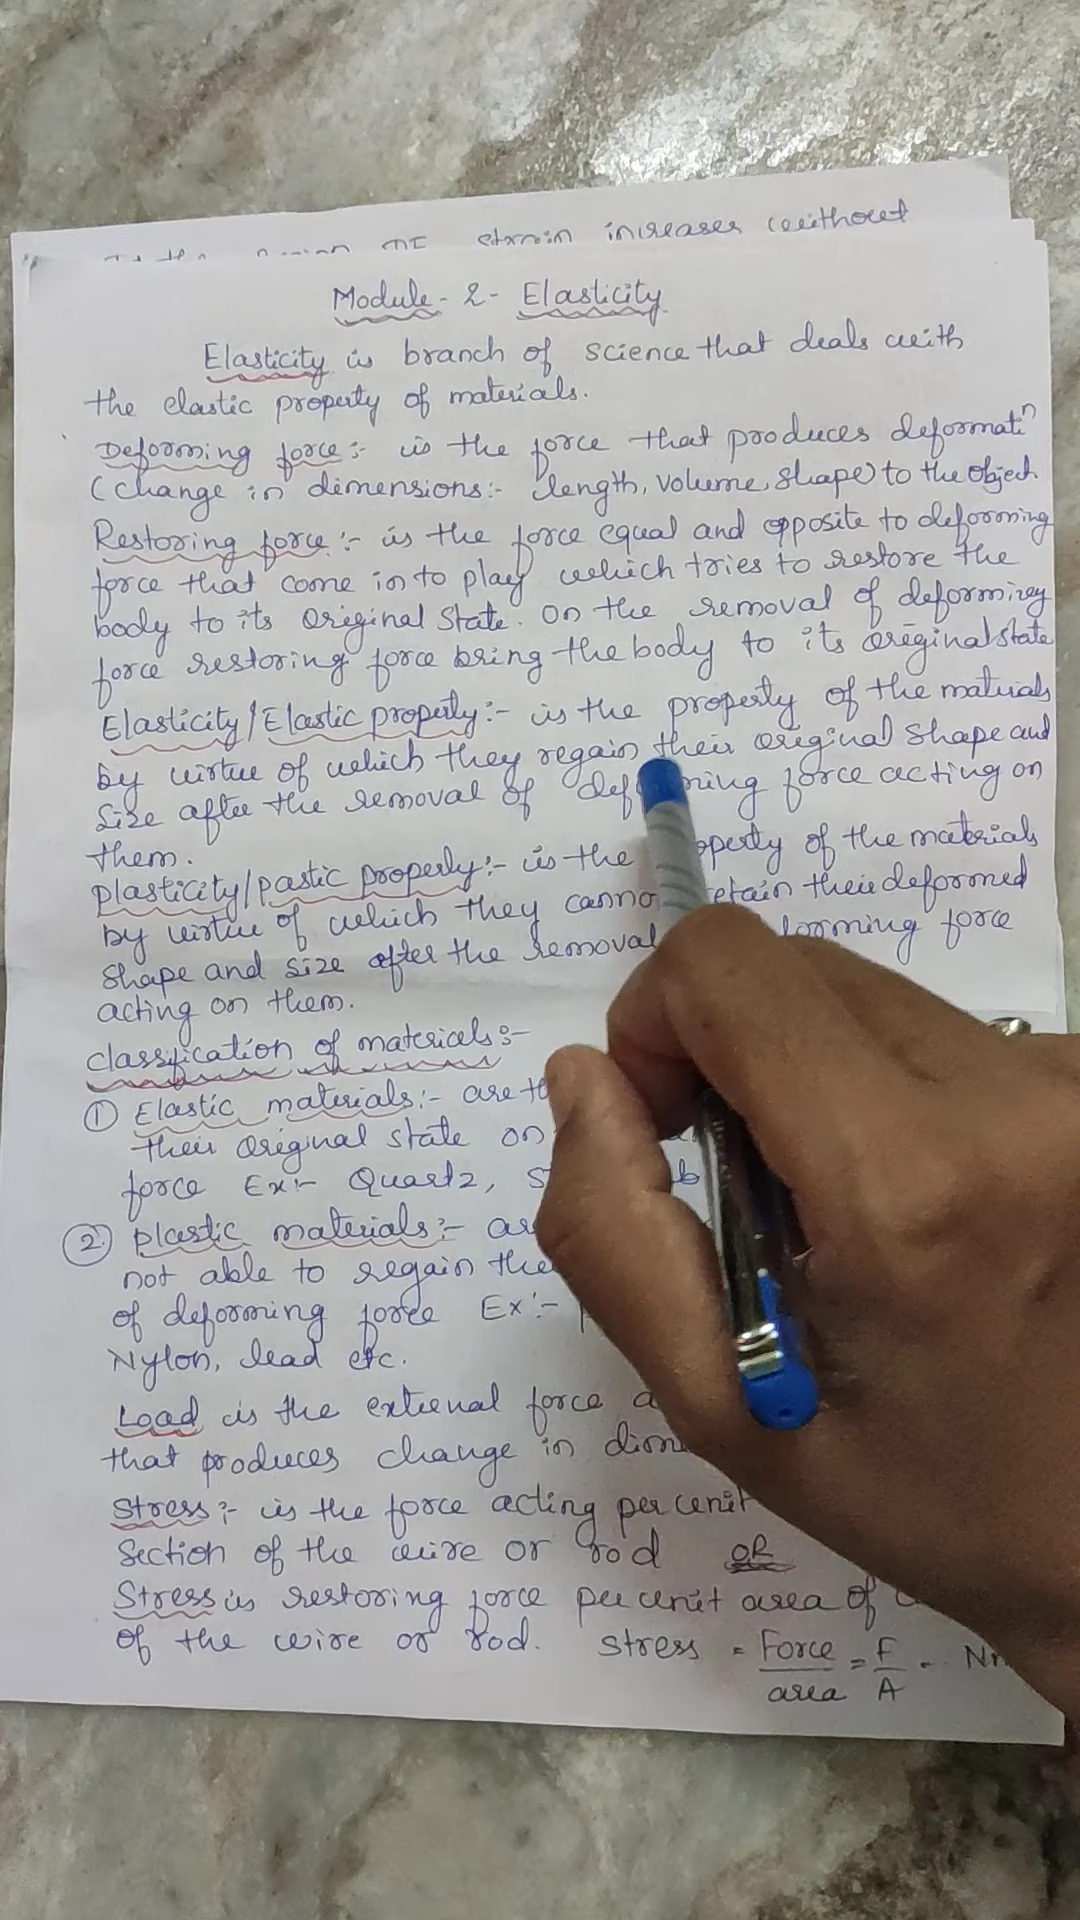 strain increases without
Module - 2 - Elasticity
Elasticity is branch of science that deals with
the elastic property of materials.
Deforming force :- is the force that produces deformatiⁿ
(change in dimensions:- length, volume, shape) to the object.
Restoring force :- is the force equal and opposite to deforming
force that come in to play which tries to restore the
body to its original state. On the removal of deforming
force restoring force bring the body to its original state
Elasticity/Elastic property:- is the property of the materials
by virtue of which they regain their original shape and
size after the removal of def ming force acting on
them.
plasticity/pastic property:- is the operty of the materials
by virtue of which they canno etain their deformed
shape and size after the removal forming force
acting on them.
classification of materials:-
① Elastic materials:- are
their original state on
force Ex:- Quartz,
② plastic materials:-
not able to regain
of deforming force Ex:-
Nylon, lead etc.
Load is the external force
that produces change in
Stress :- is the force acting per unit
section of the wire or rod OR
Stress is restoring force per unit area of
of the wire or rod. stress = Force/area = F/A -